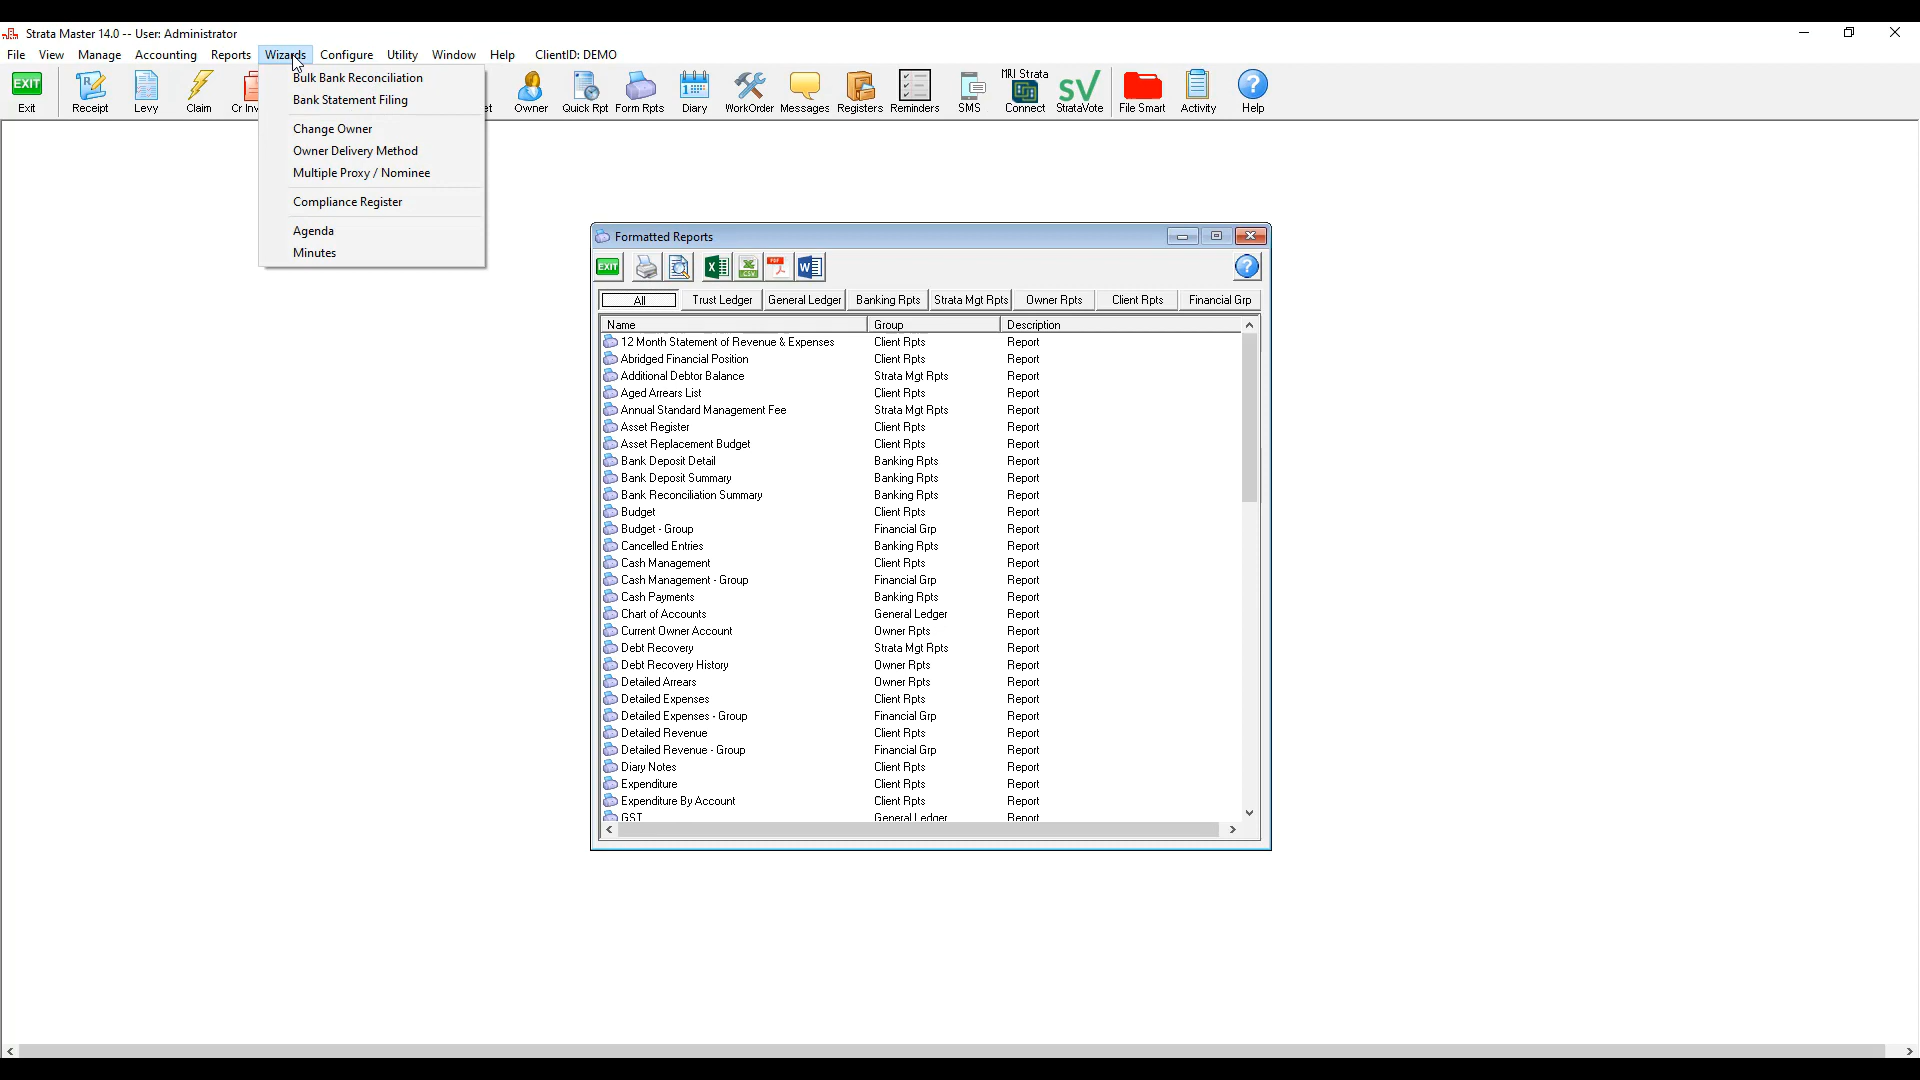 Strata Master 14.0 -- User: Administrator
File View Manage Accounting Reports Wizards Configure Utility Window Help ClientID: DEMO
EXIT
Exit Receipt Levy Claim Cr Inv Owner Quick Rpt Form Rpts Diary WorkOrder Messages Registers Reminders SMS MRI Strata Connect SV StrataVote File Smart Activity Help
Bulk Bank Reconciliation
Bank Statement Filing
Change Owner
Owner Delivery Method
Multiple Proxy / Nominee
Compliance Register
Agenda
Minutes
Formatted Reports
EXIT CSV PDF
All Trust Ledger General Ledger Banking Rpts Strata Mgt Rpts Owner Rpts Client Rpts Financial Grp
Name Group Description
12 Month Statement of Revenue & Expenses Client Rpts Report
Abridged Financial Position Client Rpts Report
Additional Debtor Balance Strata Mgt Rpts Report
Aged Arrears List Client Rpts Report
Annual Standard Management Fee Strata Mgt Rpts Report
Asset Register Client Rpts Report
Asset Replacement Budget Client Rpts Report
Bank Deposit Detail Banking Rpts Report
Bank Deposit Summary Banking Rpts Report
Bank Reconciliation Summary Banking Rpts Report
Budget Client Rpts Report
Budget - Group Financial Grp Report
Cancelled Entries Banking Rpts Report
Cash Management Client Rpts Report
Cash Management - Group Financial Grp Report
Cash Payments Banking Rpts Report
Chart of Accounts General Ledger Report
Current Owner Account Owner Rpts Report
Debt Recovery Strata Mgt Rpts Report
Debt Recovery History Owner Rpts Report
Detailed Arrears Owner Rpts Report
Detailed Expenses Client Rpts Report
Detailed Expenses - Group Financial Grp Report
Detailed Revenue Client Rpts Report
Detailed Revenue - Group Financial Grp Report
Diary Notes Client Rpts Report
Expenditure Client Rpts Report
Expenditure By Account Client Rpts Report
GST General Ledger Report